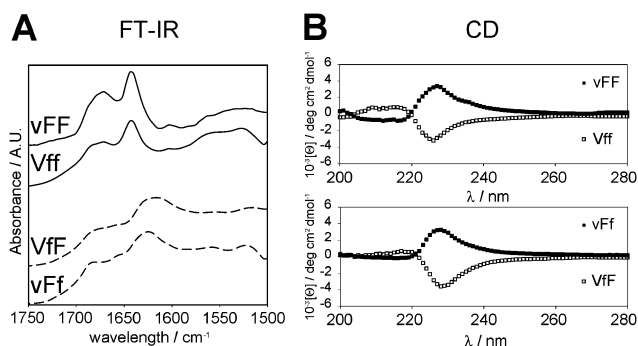 A FT-IR
vFF
Vff
VfF
vFf
Absorbance / A.U.
1750 1700 1650 1600 1550 1500
wavelength / cm-1
B CD
6
4
2
0
-2
-4
-6
10-3[Θ] / deg cm2 dmol-1
vFF
Vff
200 220 240 260 280
λ / nm
6
4
2
0
-2
-4
-6
10-3[Θ] / deg cm2 dmol-1
vFf
VfF
200 220 240 260 280
λ / nm